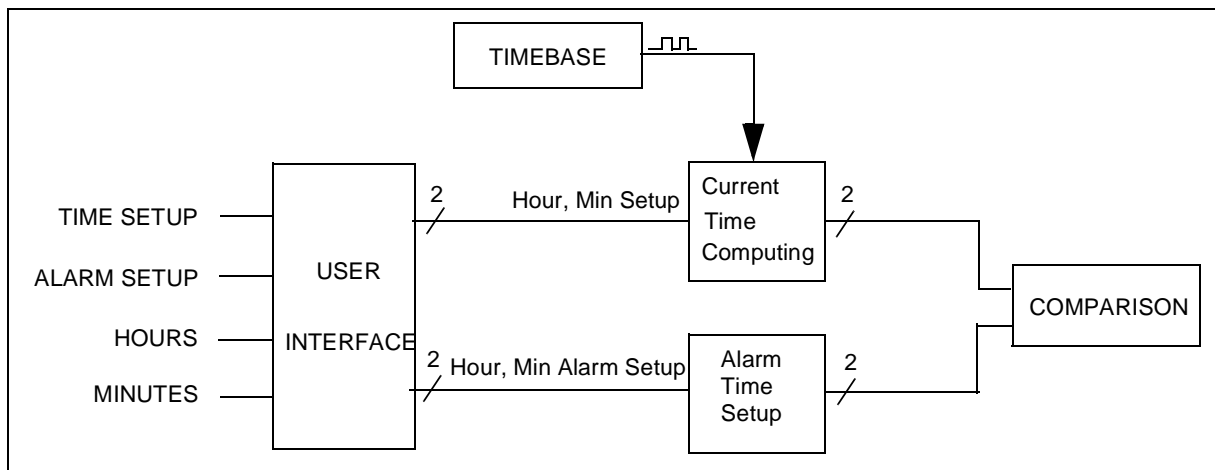 TIMEBASE
2
Hour, Min Setup
Current
Time
Computing
2
TIME SETUP
ALARM SETUP
HOURS
MINUTES
USER
INTERFACE
COMPARISON
2
Hour, Min Alarm Setup
Alarm
Time
Setup
2